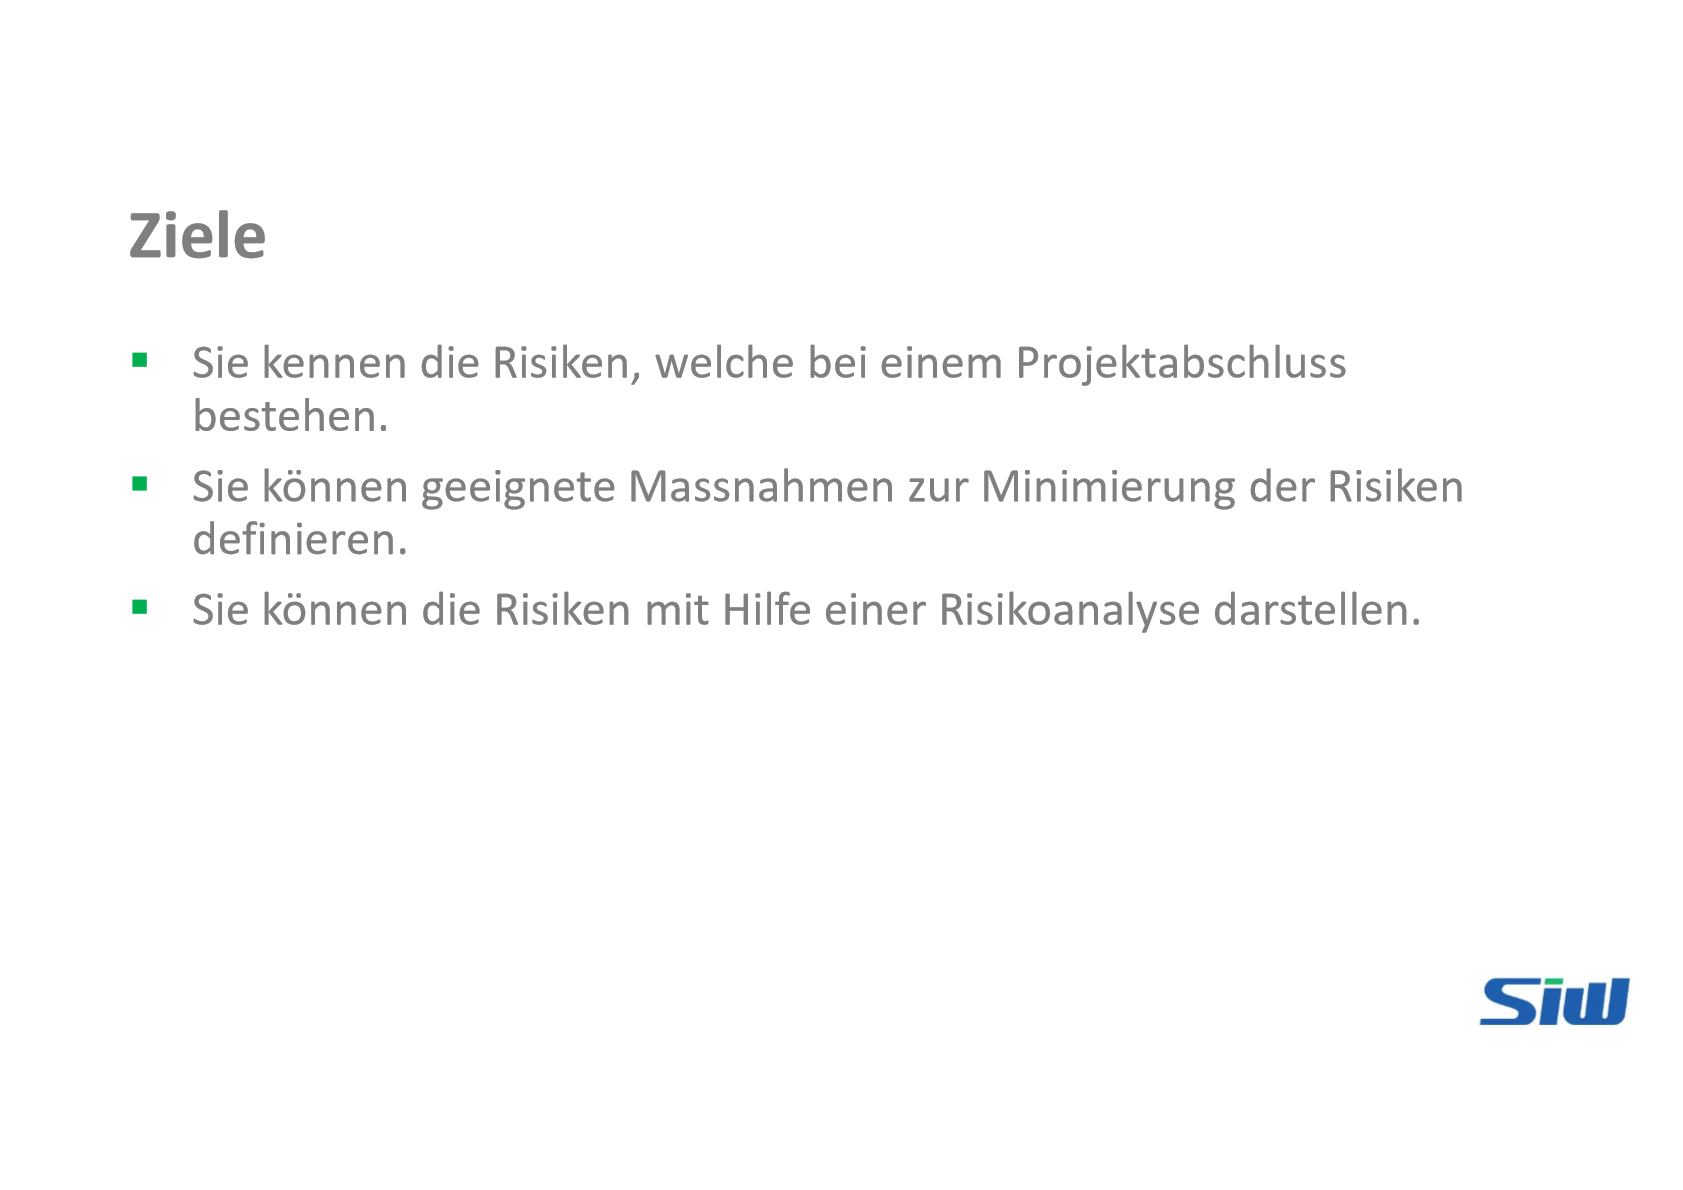 Ziele
▪ Sie kennen die Risiken, welche bei einem Projektabschluss
bestehen.
▪ Sie können geeignete Massnahmen zur Minimierung der Risiken
definieren.
▪ Sie können die Risiken mit Hilfe einer Risikoanalyse darstellen.
Siw